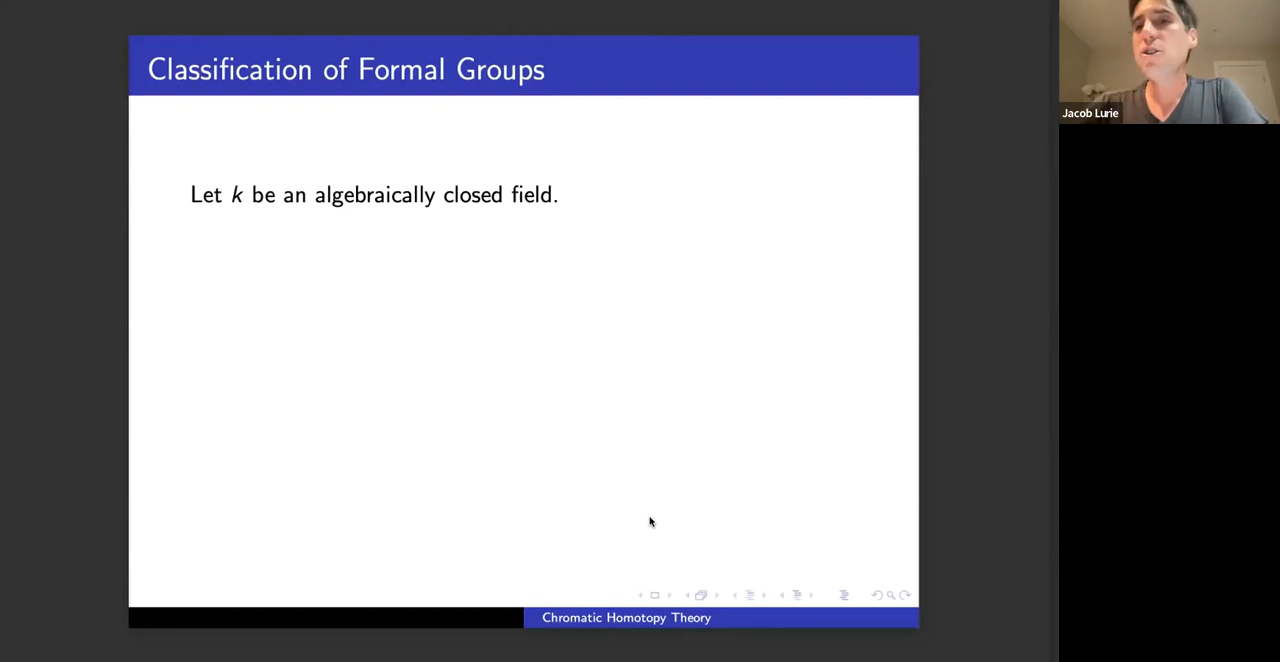 Classification of Formal Groups
Jacob Lurie
Let k be an algebraically closed field.
Chromatic Homotopy Theory